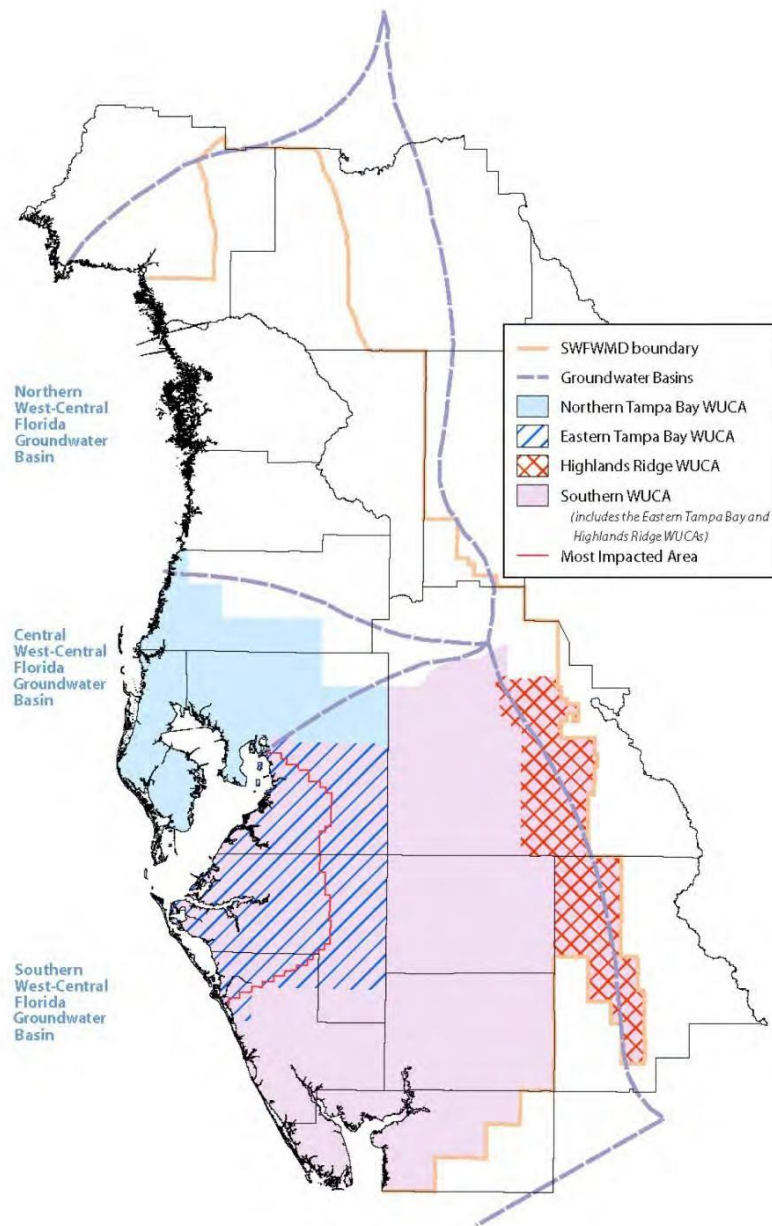 SWFWMD boundary
Groundwater Basins
Northern Tampa Bay WUCA
Eastern Tampa Bay WUCA
Highlands Ridge WUCA
Southern WUCA
(includes the Eastern Tampa Bay and
Highlands Ridge WUCAs)
Most Impacted Area
Northern
West-Central
Florida
Groundwater
Basin
Central
West-Central
Florida
Groundwater
Basin
Southern
West-Central
Florida
Groundwater
Basin